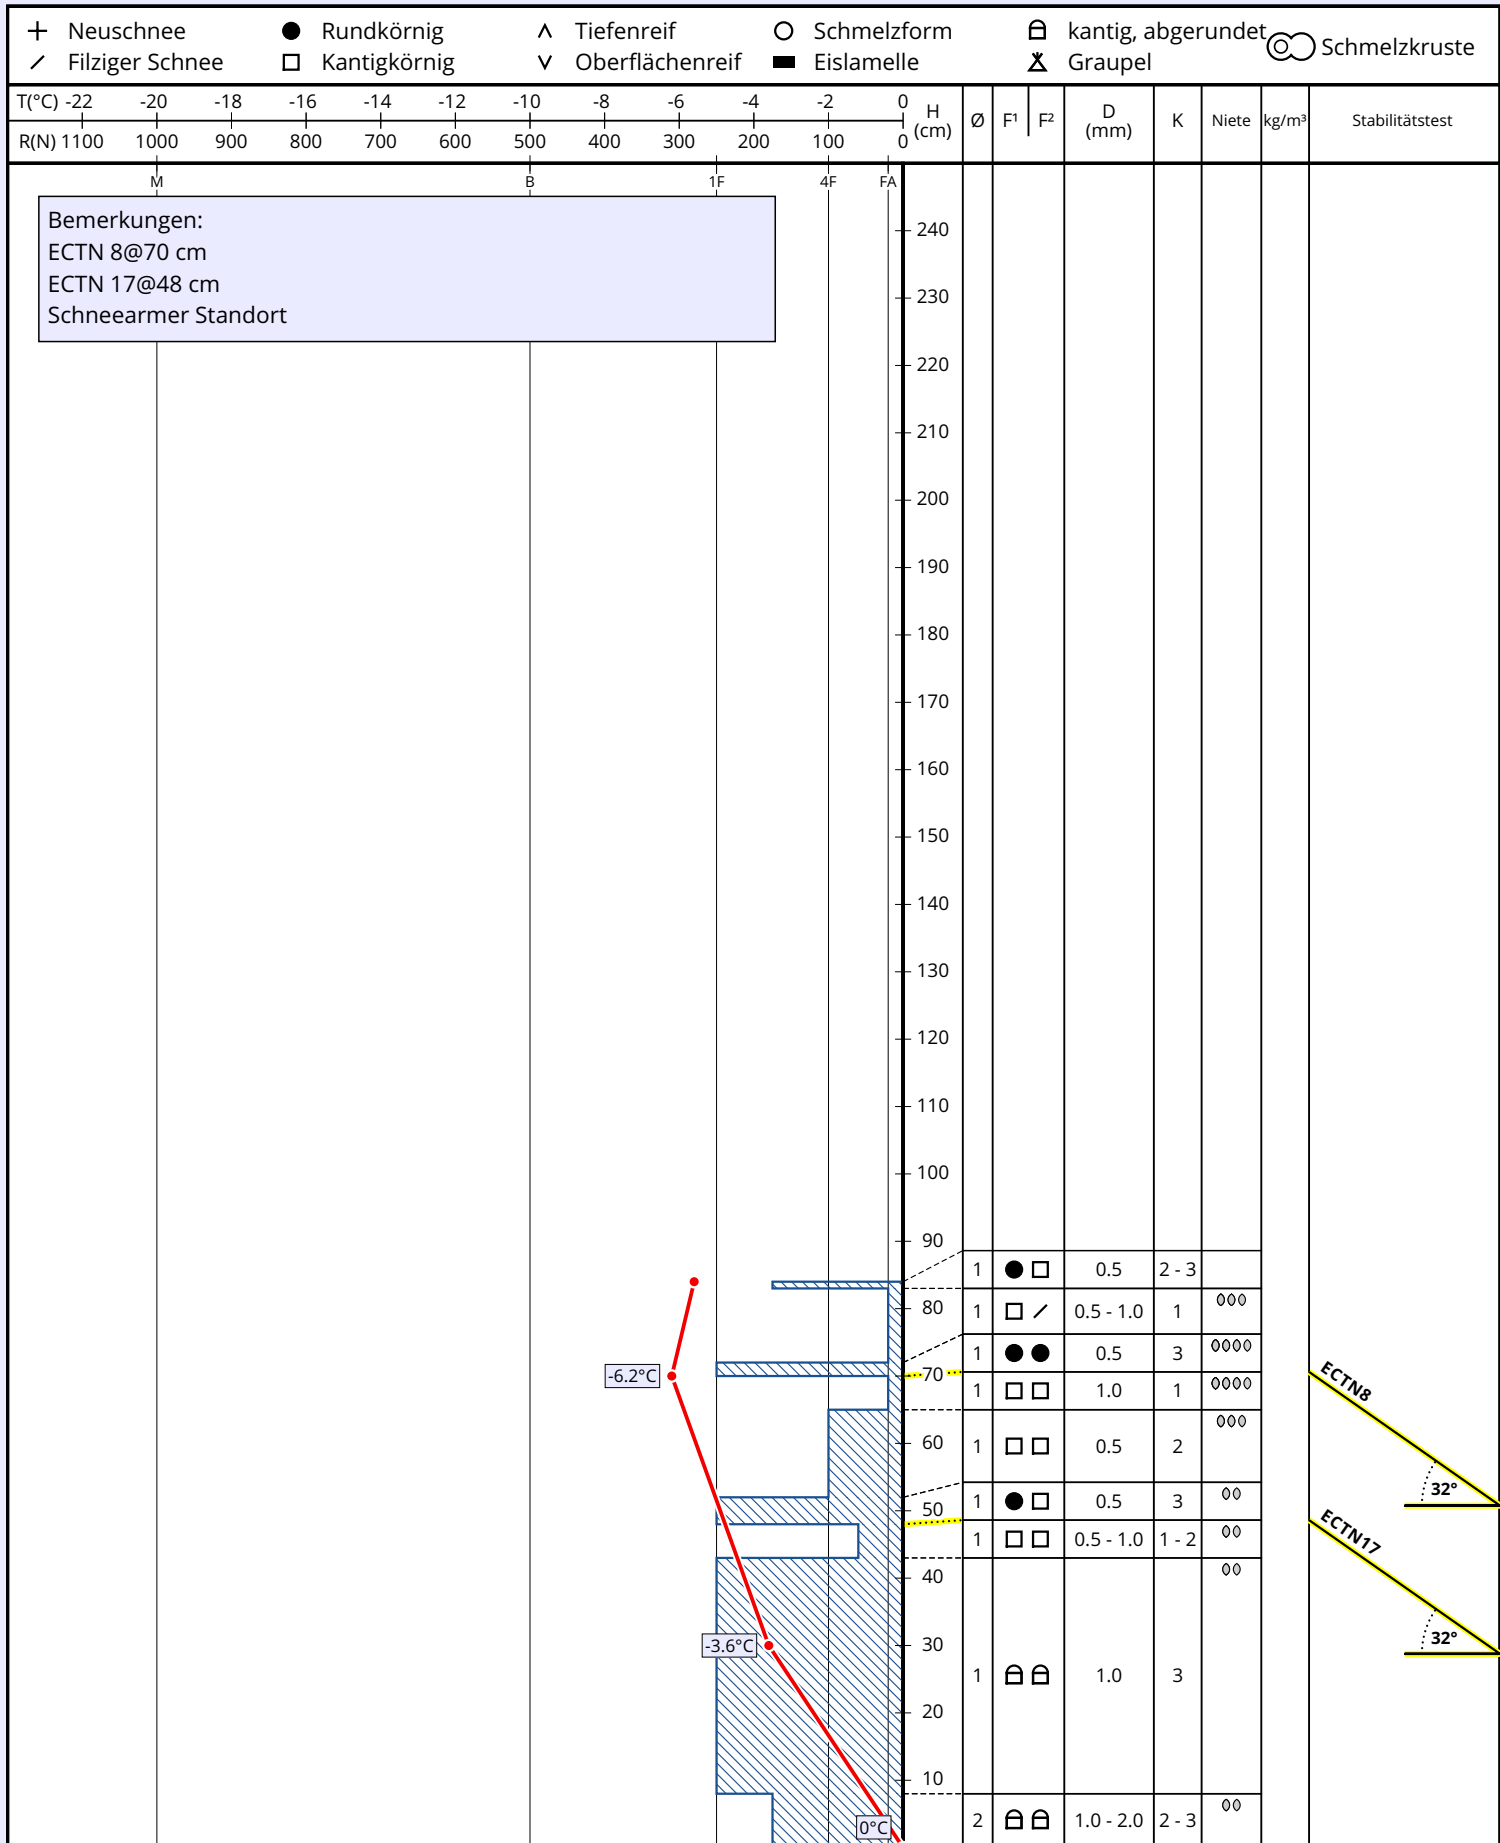 Neuschnee Rundkörnig Tiefenreif Schmelzform kantig, abgerundet Schmelzkruste
Filziger Schnee Kantigkörnig Oberflächenreif Eislamelle Graupel
T(°C) -22 -20 -18 -16 -14 -12 -10 -8 -6 -4 -2 0
R(N) 1100 1000 900 800 700 600 500 400 300 200 100 0
H (cm) Ø F¹ F² D (mm) K Niete kg/m³ Stabilitätstest
M B 1F 4F FA
Bemerkungen:
ECTN 8@70 cm
ECTN 17@48 cm
Schneearmer Standort
240
230
220
210
200
190
180
170
160
150
140
130
120
110
100
90
1 0.5 2 - 3
80 1 0.5 - 1.0 1
1 0.5 3
-6.2°C 70 ECTN8
1 1.0 1
60 1 0.5 2
32°
50 1 0.5 3
ECTN17
1 0.5 - 1.0 1 - 2
40
32°
-3.6°C 30
1 1.0 3
20
10
0°C 2 1.0 - 2.0 2 - 3